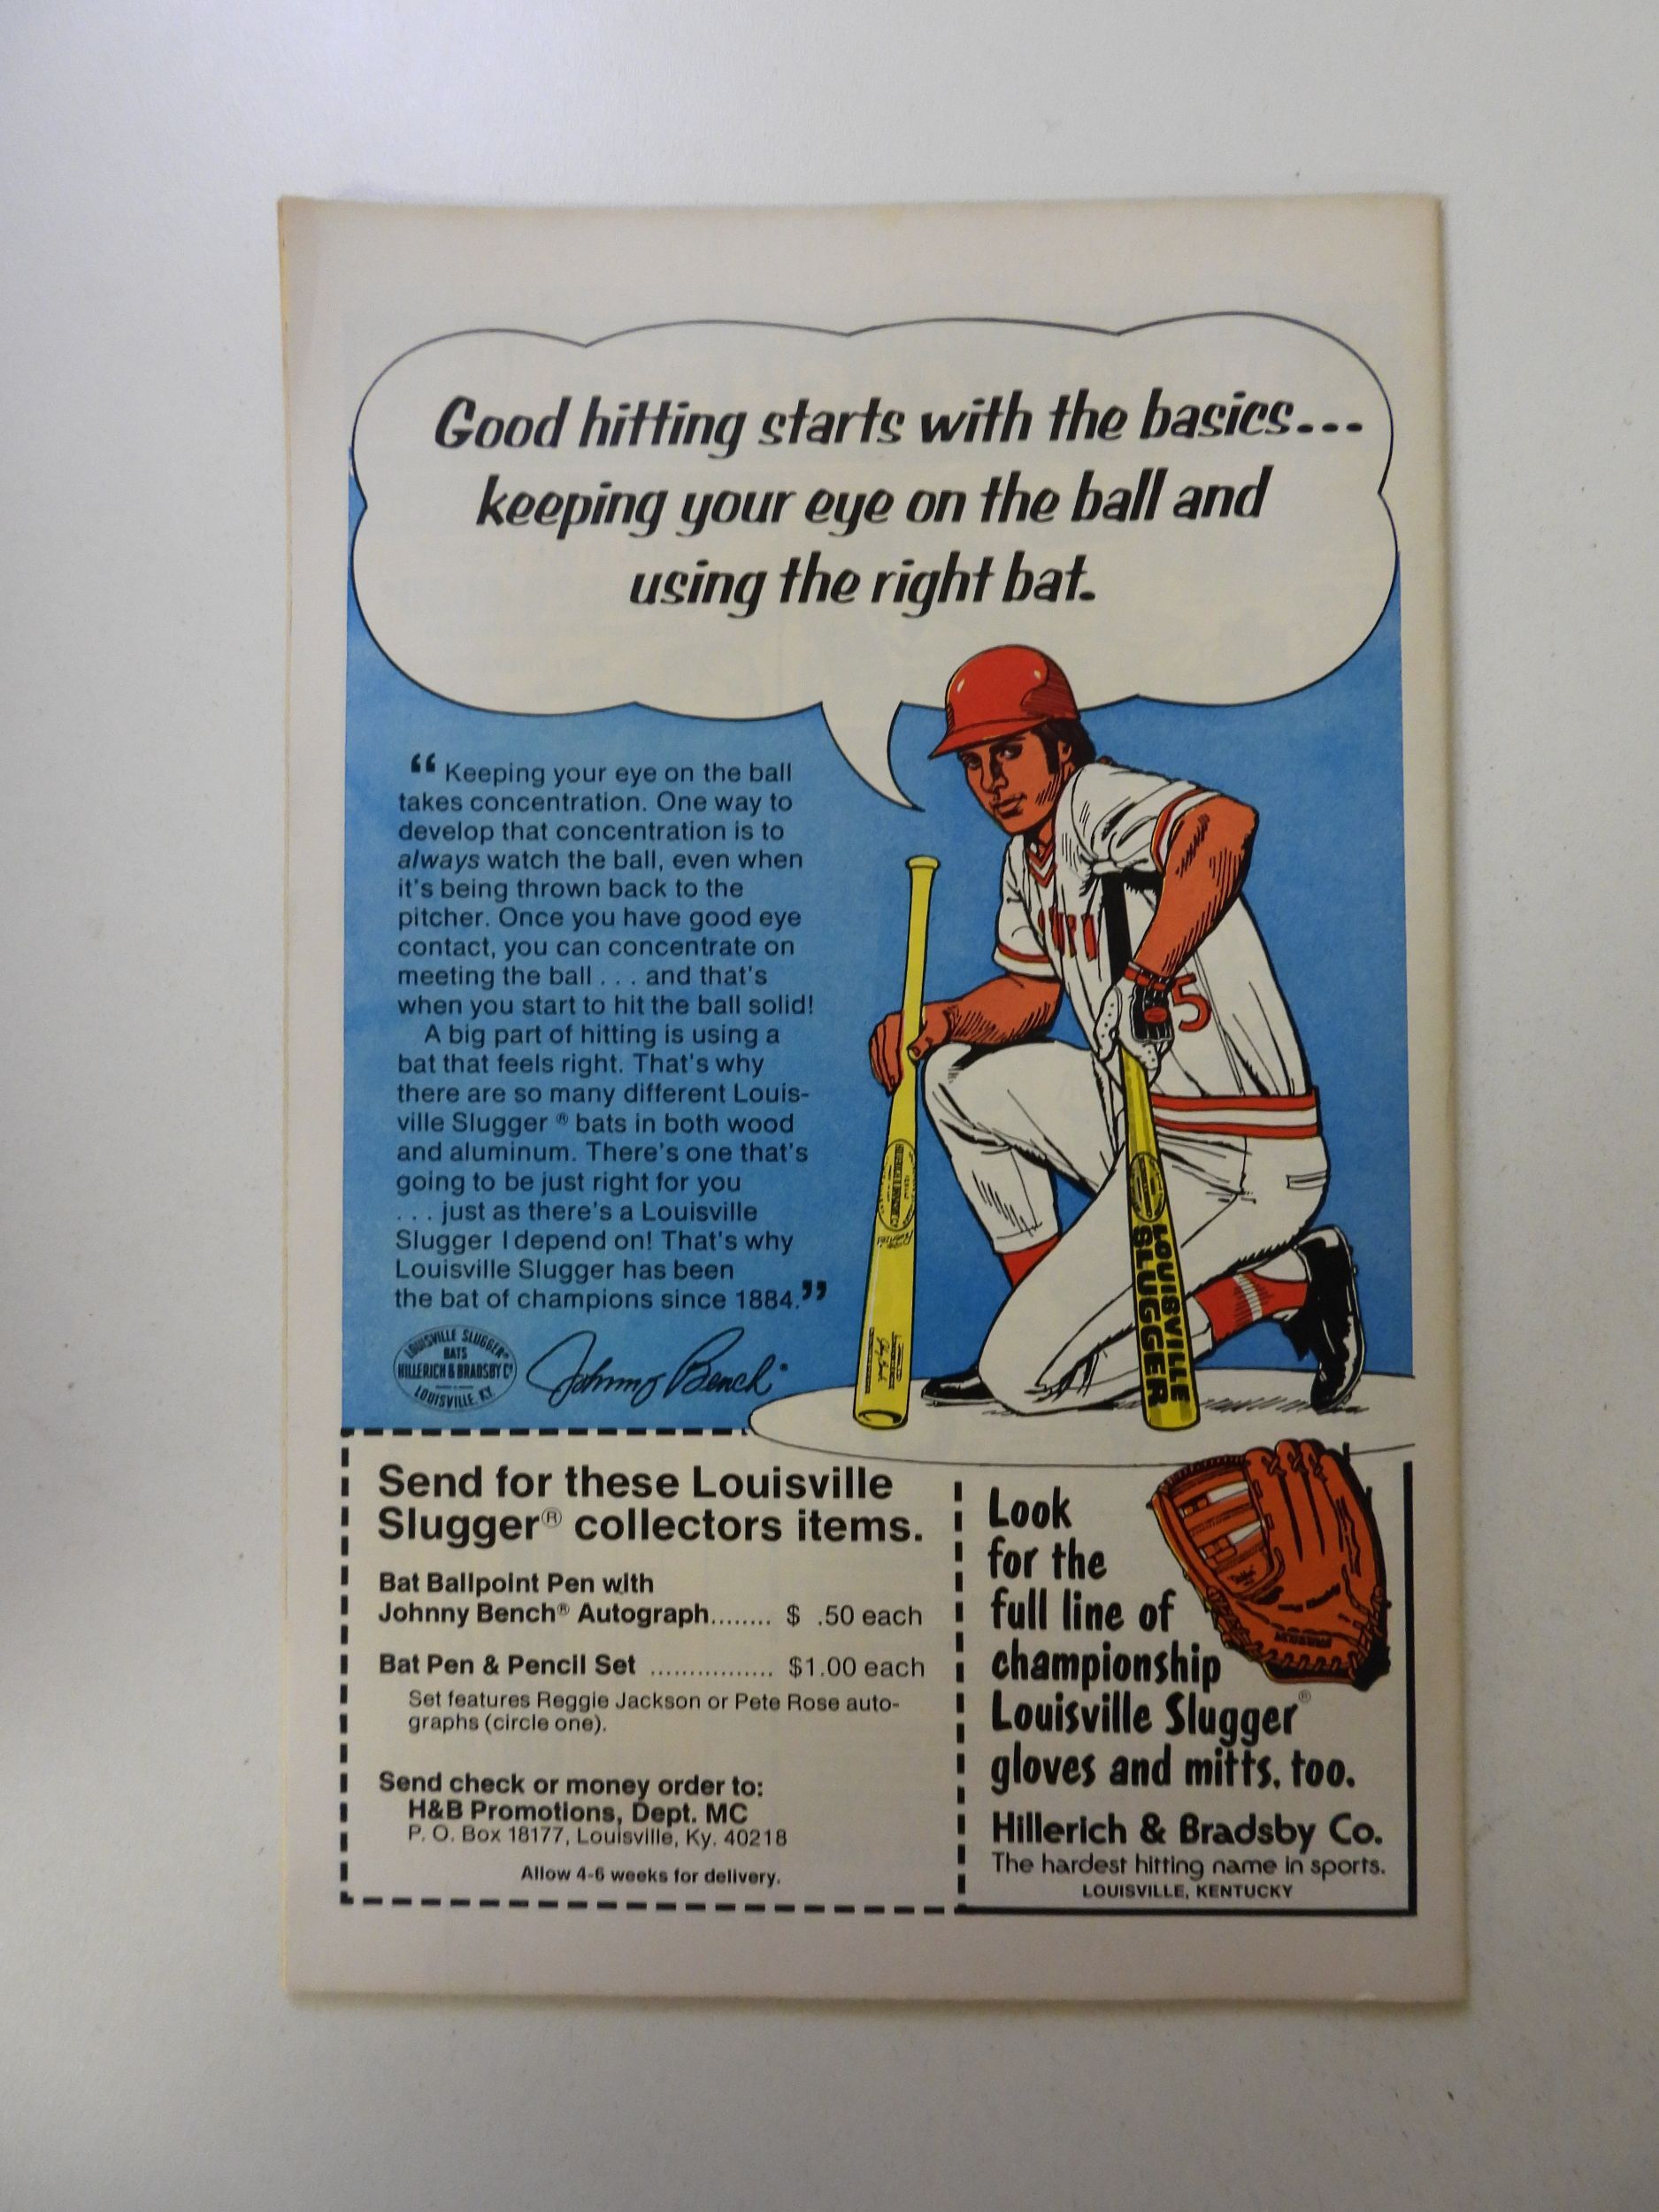 Good hitting starts with the basics...
keeping your eye on the ball and
using the right bat.
“ Keeping your eye on the ball
takes concentration. One way to
develop that concentration is to
always watch the ball, even when
it's being thrown back to the
pitcher. Once you have good eye
contact, you can concentrate on
meeting the ball . . . and that's
when you start to hit the ball solid!
A big part of hitting is using a
bat that feels right. That's why
there are so many different Louis-
ville Slugger ® bats in both wood
and aluminum. There's one that's
going to be just right for you
. . . just as there's a Louisville
Slugger I depend on! That's why
Louisville Slugger has been
the bat of champions since 1884.”
LOUISVILLE SLUGGER®
BATS
HILLERICH & BRADSBY Cº
LOUISVILLE, KY.
Johnny Bench
5
LOUISVILLE
SLUGGER
Send for these Louisville
Slugger® collectors items.
Bat Ballpoint Pen with
Johnny Bench® Autograph........ $ .50 each
Bat Pen & Pencil Set ................ $1.00 each
Set features Reggie Jackson or Pete Rose auto-
graphs (circle one).
Send check or money order to:
H&B Promotions, Dept. MC
P. O. Box 18177, Louisville, Ky. 40218
Allow 4-6 weeks for delivery.
Look
for the
full line of
championship
Louisville Slugger®
gloves and mitts, too.
Hillerich & Bradsby Co.
The hardest hitting name in sports.
LOUISVILLE, KENTUCKY